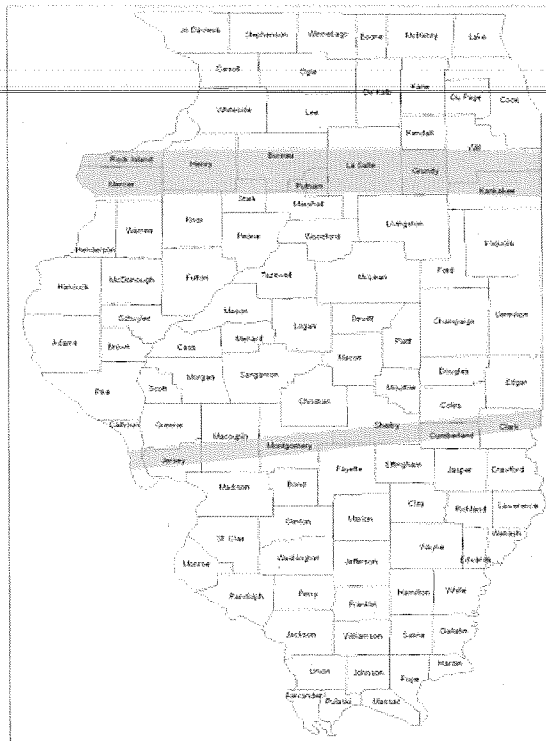 Jo Daviess Stephenson Winnebago Boone McHenry Lake
Carroll Ogle
De Kalb Kane
Du Page Cook
Whiteside Lee
Kendall
Will
Rock Island Henry Bureau La Salle Grundy
Mercer Putnam Kankakee
Stark Marshall
Knox Livingston
Warren Peoria Woodford Iroquois
Henderson
Fulton Tazewell McLean Ford
Hancock McDonough
Mason
Schuyler Logan Dewitt Champaign Vermilion
Adams Brown Cass Menard Macon Piatt
Morgan Sangamon Douglas Edgar
Pike Scott Christian Moultrie
Coles
Calhoun Greene Macoupin Shelby Cumberland Clark
Jersey Montgomery
Fayette Effingham Jasper Crawford
Madison Bond
Clay Richland Lawrence
Clinton Marion
Wabash
St. Clair Wayne
Washington Jefferson Edwards
Monroe
Randolph Perry Hamilton White
Franklin
Jackson Williamson Saline Gallatin
Union Johnson Pope Hardin
Alexander Pulaski Massac